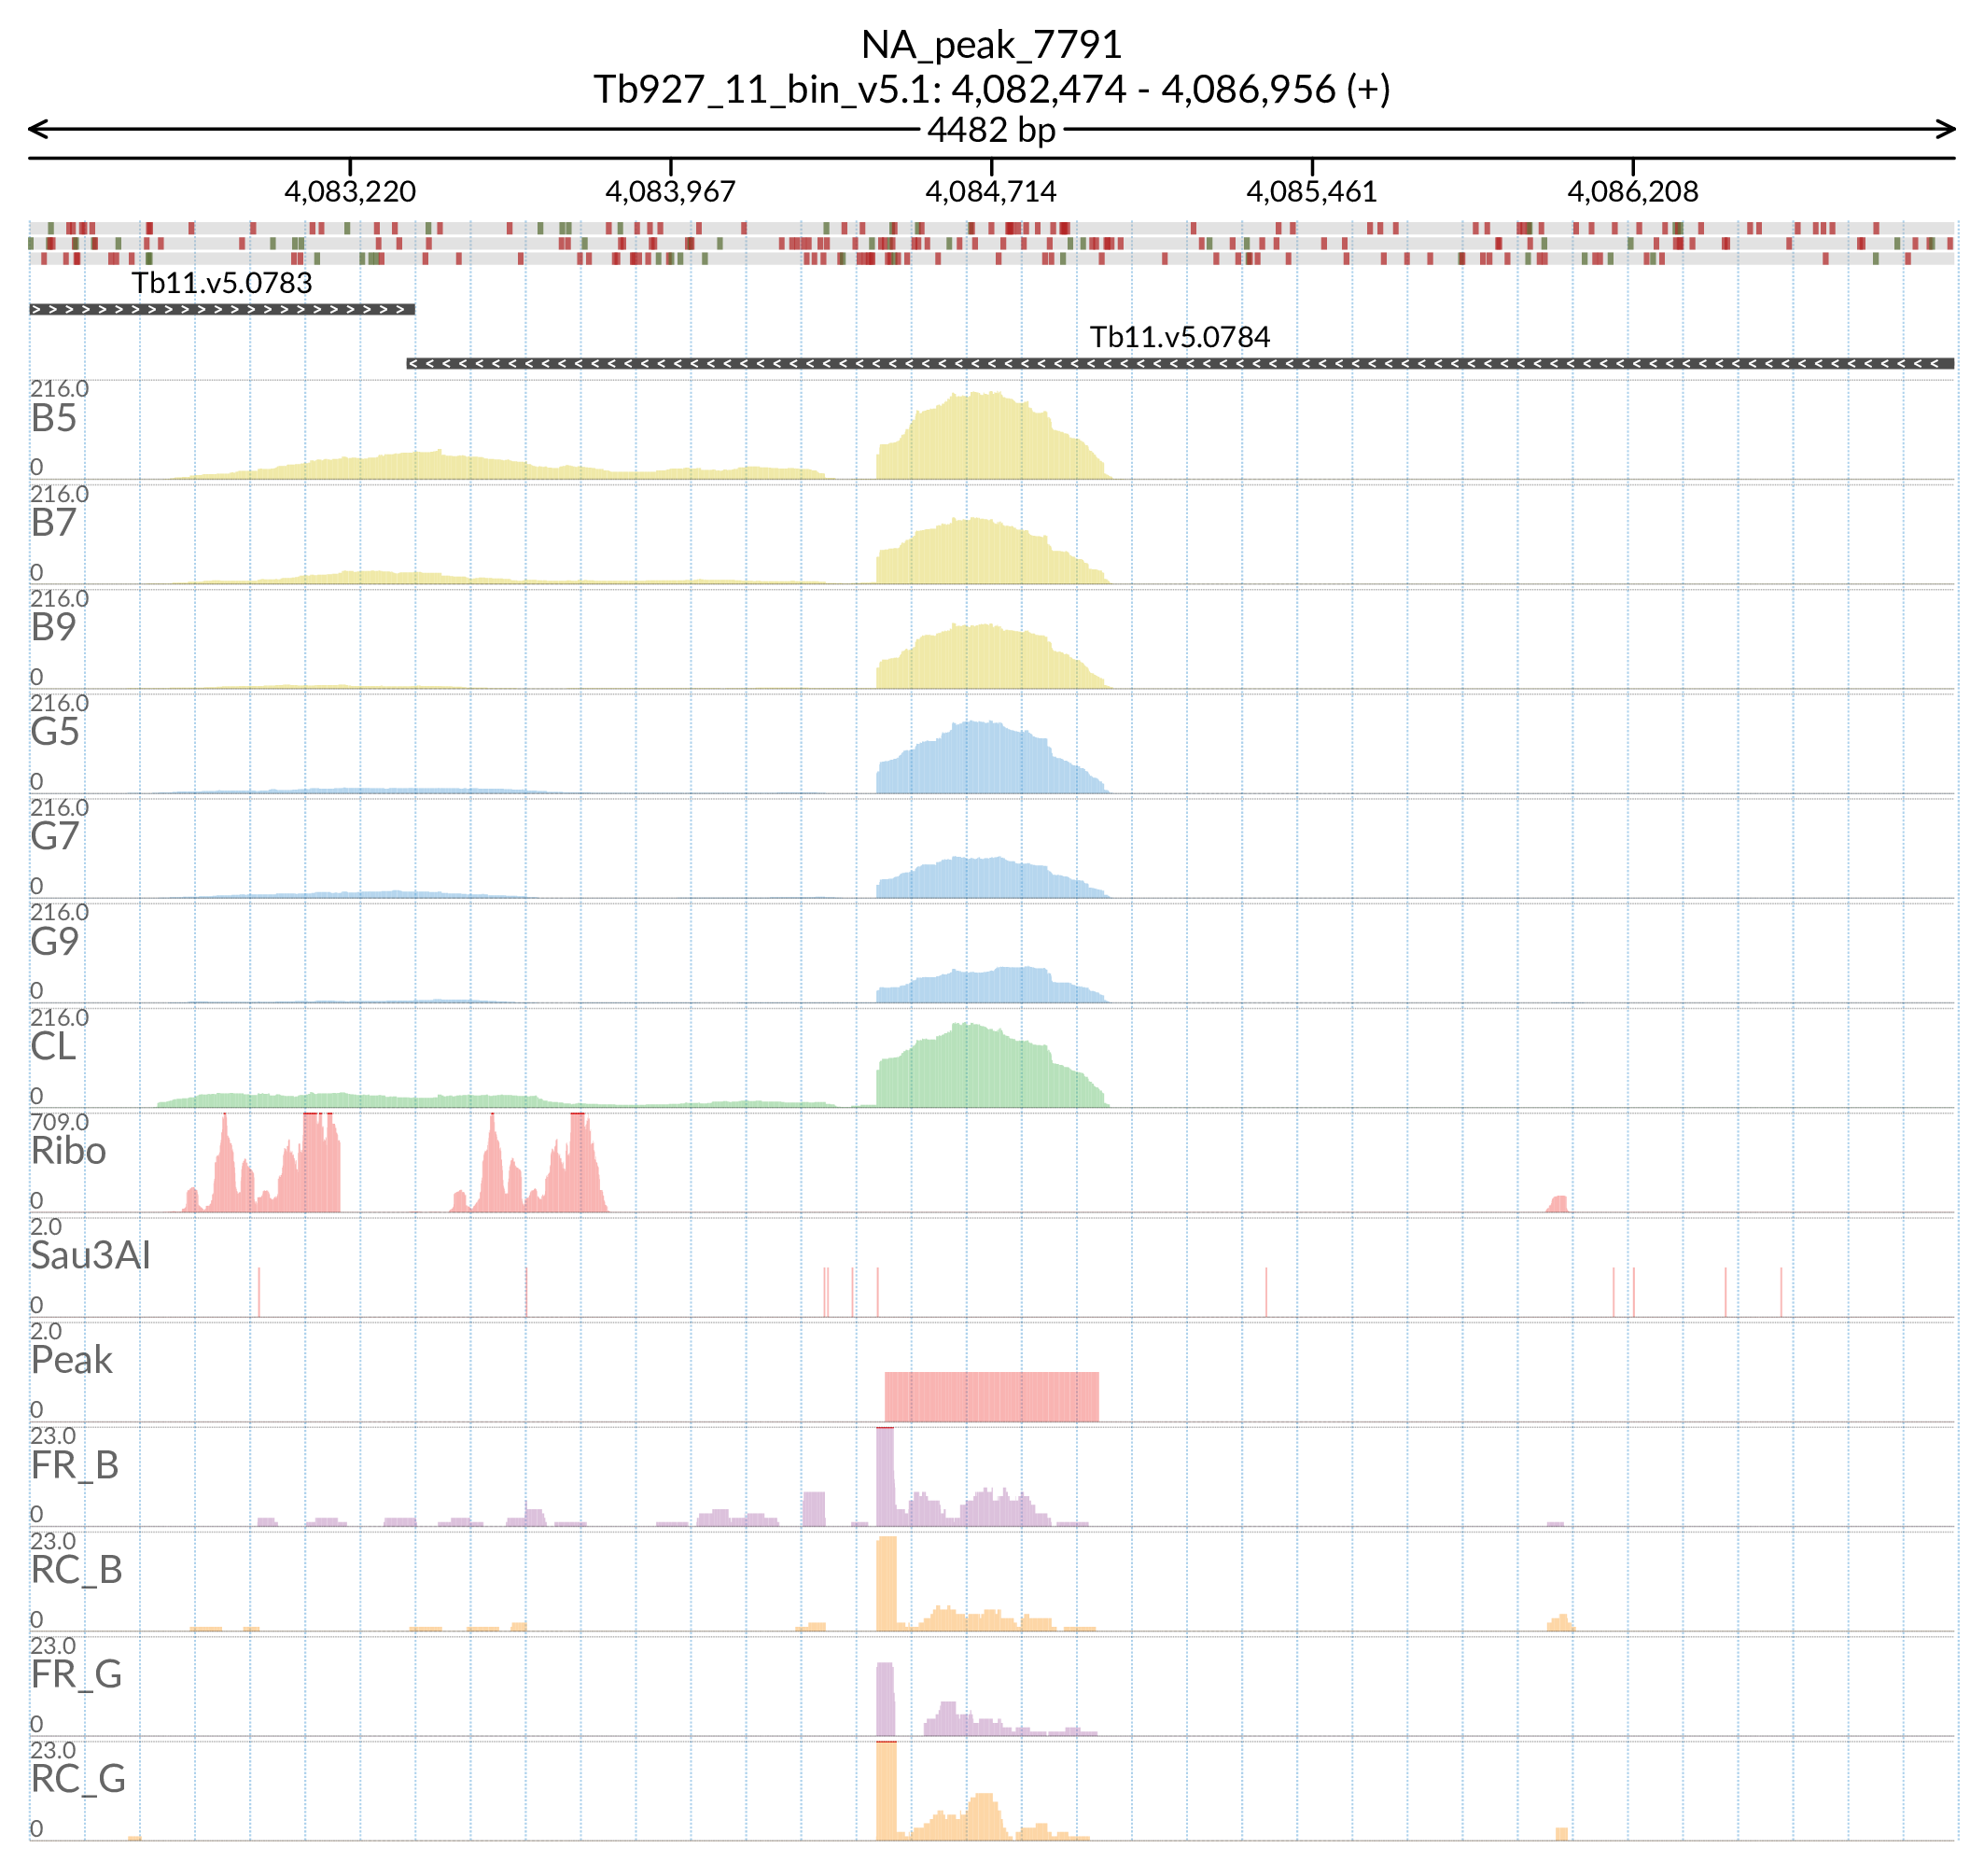 NA_peak_7791
Tb927_11_bin_v5.1: 4,082,474 - 4,086,956 (+)
4482 bp
4,083,220 4,083,967 4,084,714 4,085,461 4,086,208
Tb11.v5.0783
Tb11.v5.0784
216.0
B5
0
216.0
B7
0
216.0
B9
0
216.0
G5
0
216.0
G7
0
216.0
G9
0
216.0
CL
0
709.0
Ribo
0
2.0
Sau3AI
0
2.0
Peak
0
23.0
FR_B
0
23.0
RC_B
0
23.0
FR_G
0
23.0
RC_G
0